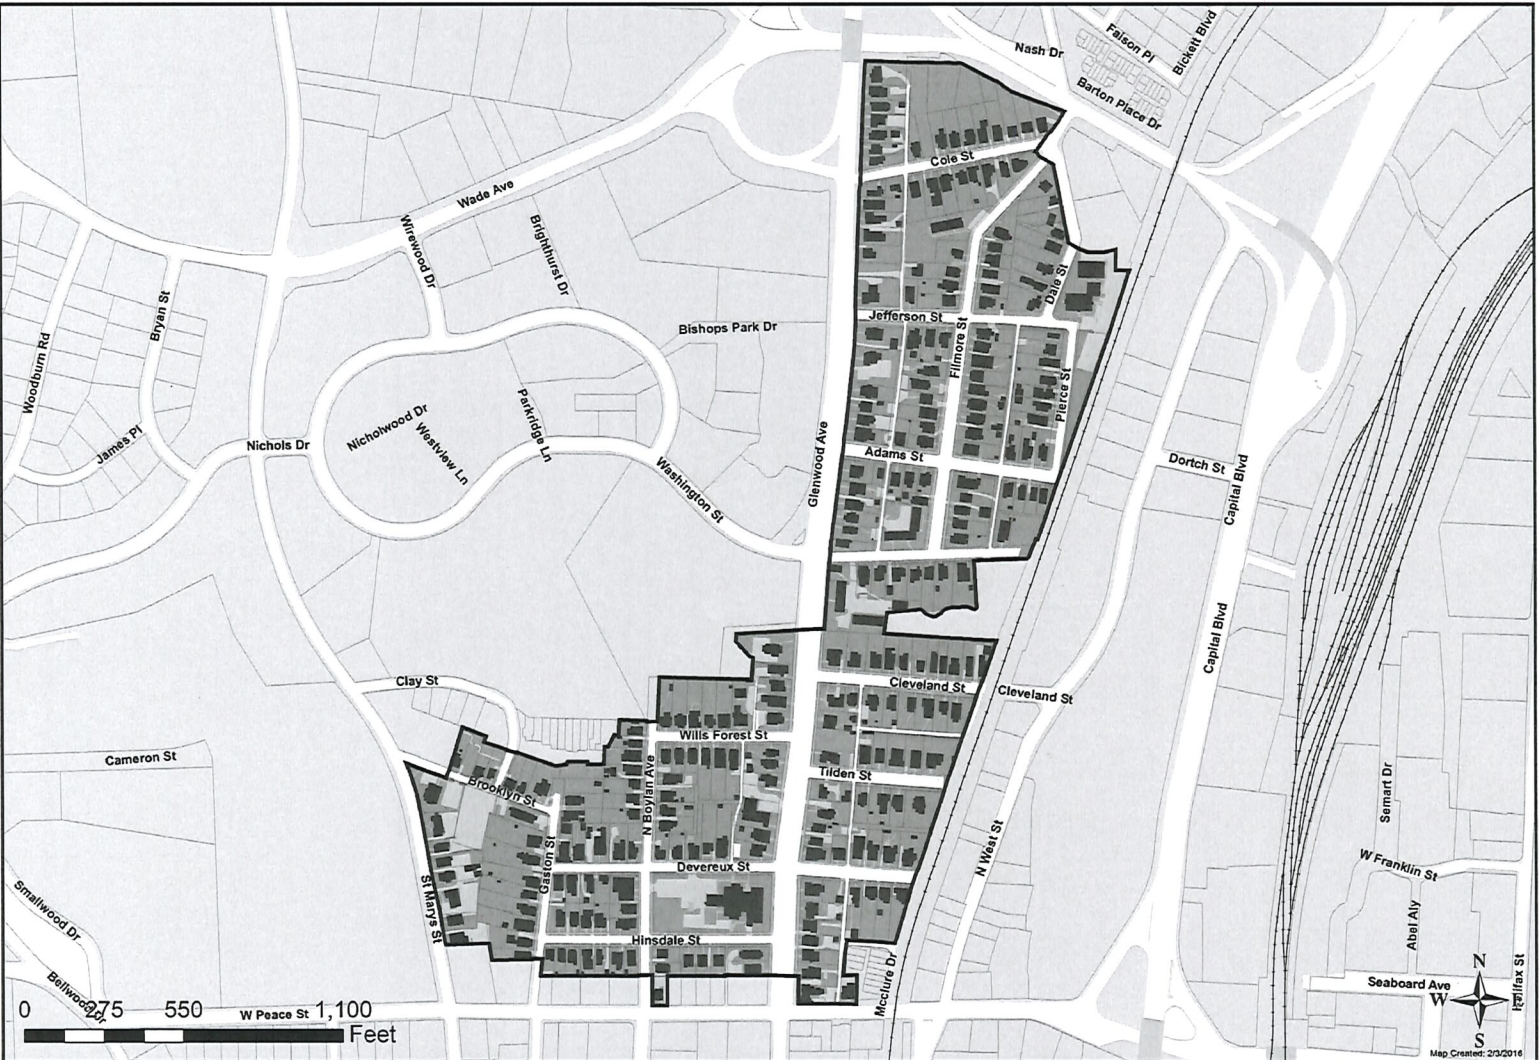 Nash Dr
Faison Pl
Bickett Blvd
Barton Place Dr
Cole St
Wade Ave
Wirewood Dr
Brighthurst Dr
Dale St
Woodburn Rd
Bryan St
Bishops Park Dr
Jefferson St
Filmore St
Pierce St
Nicholwood Dr
Westview Ln
Parkridge Ln
James Pl
Nichols Dr
Glenwood Ave
Adams St
Washington St
Dortch St
Capital Blvd
Capital Blvd
Clay St
Cleveland St
Cleveland St
Wills Forest St
Cameron St
Tilden St
Brooklyn St
N Boylan Ave
Semart Dr
Gaston St
Devereux St
N West St
W Franklin St
St Marys St
Smallwood Dr
Abel Aly
Hinsdale St
Mcclure Dr
Halifax St
Seaboard Ave
Bellwood Dr
W Peace St
0 275 550 1,100
Feet
N
W E
S
Map Created: 2/3/2016